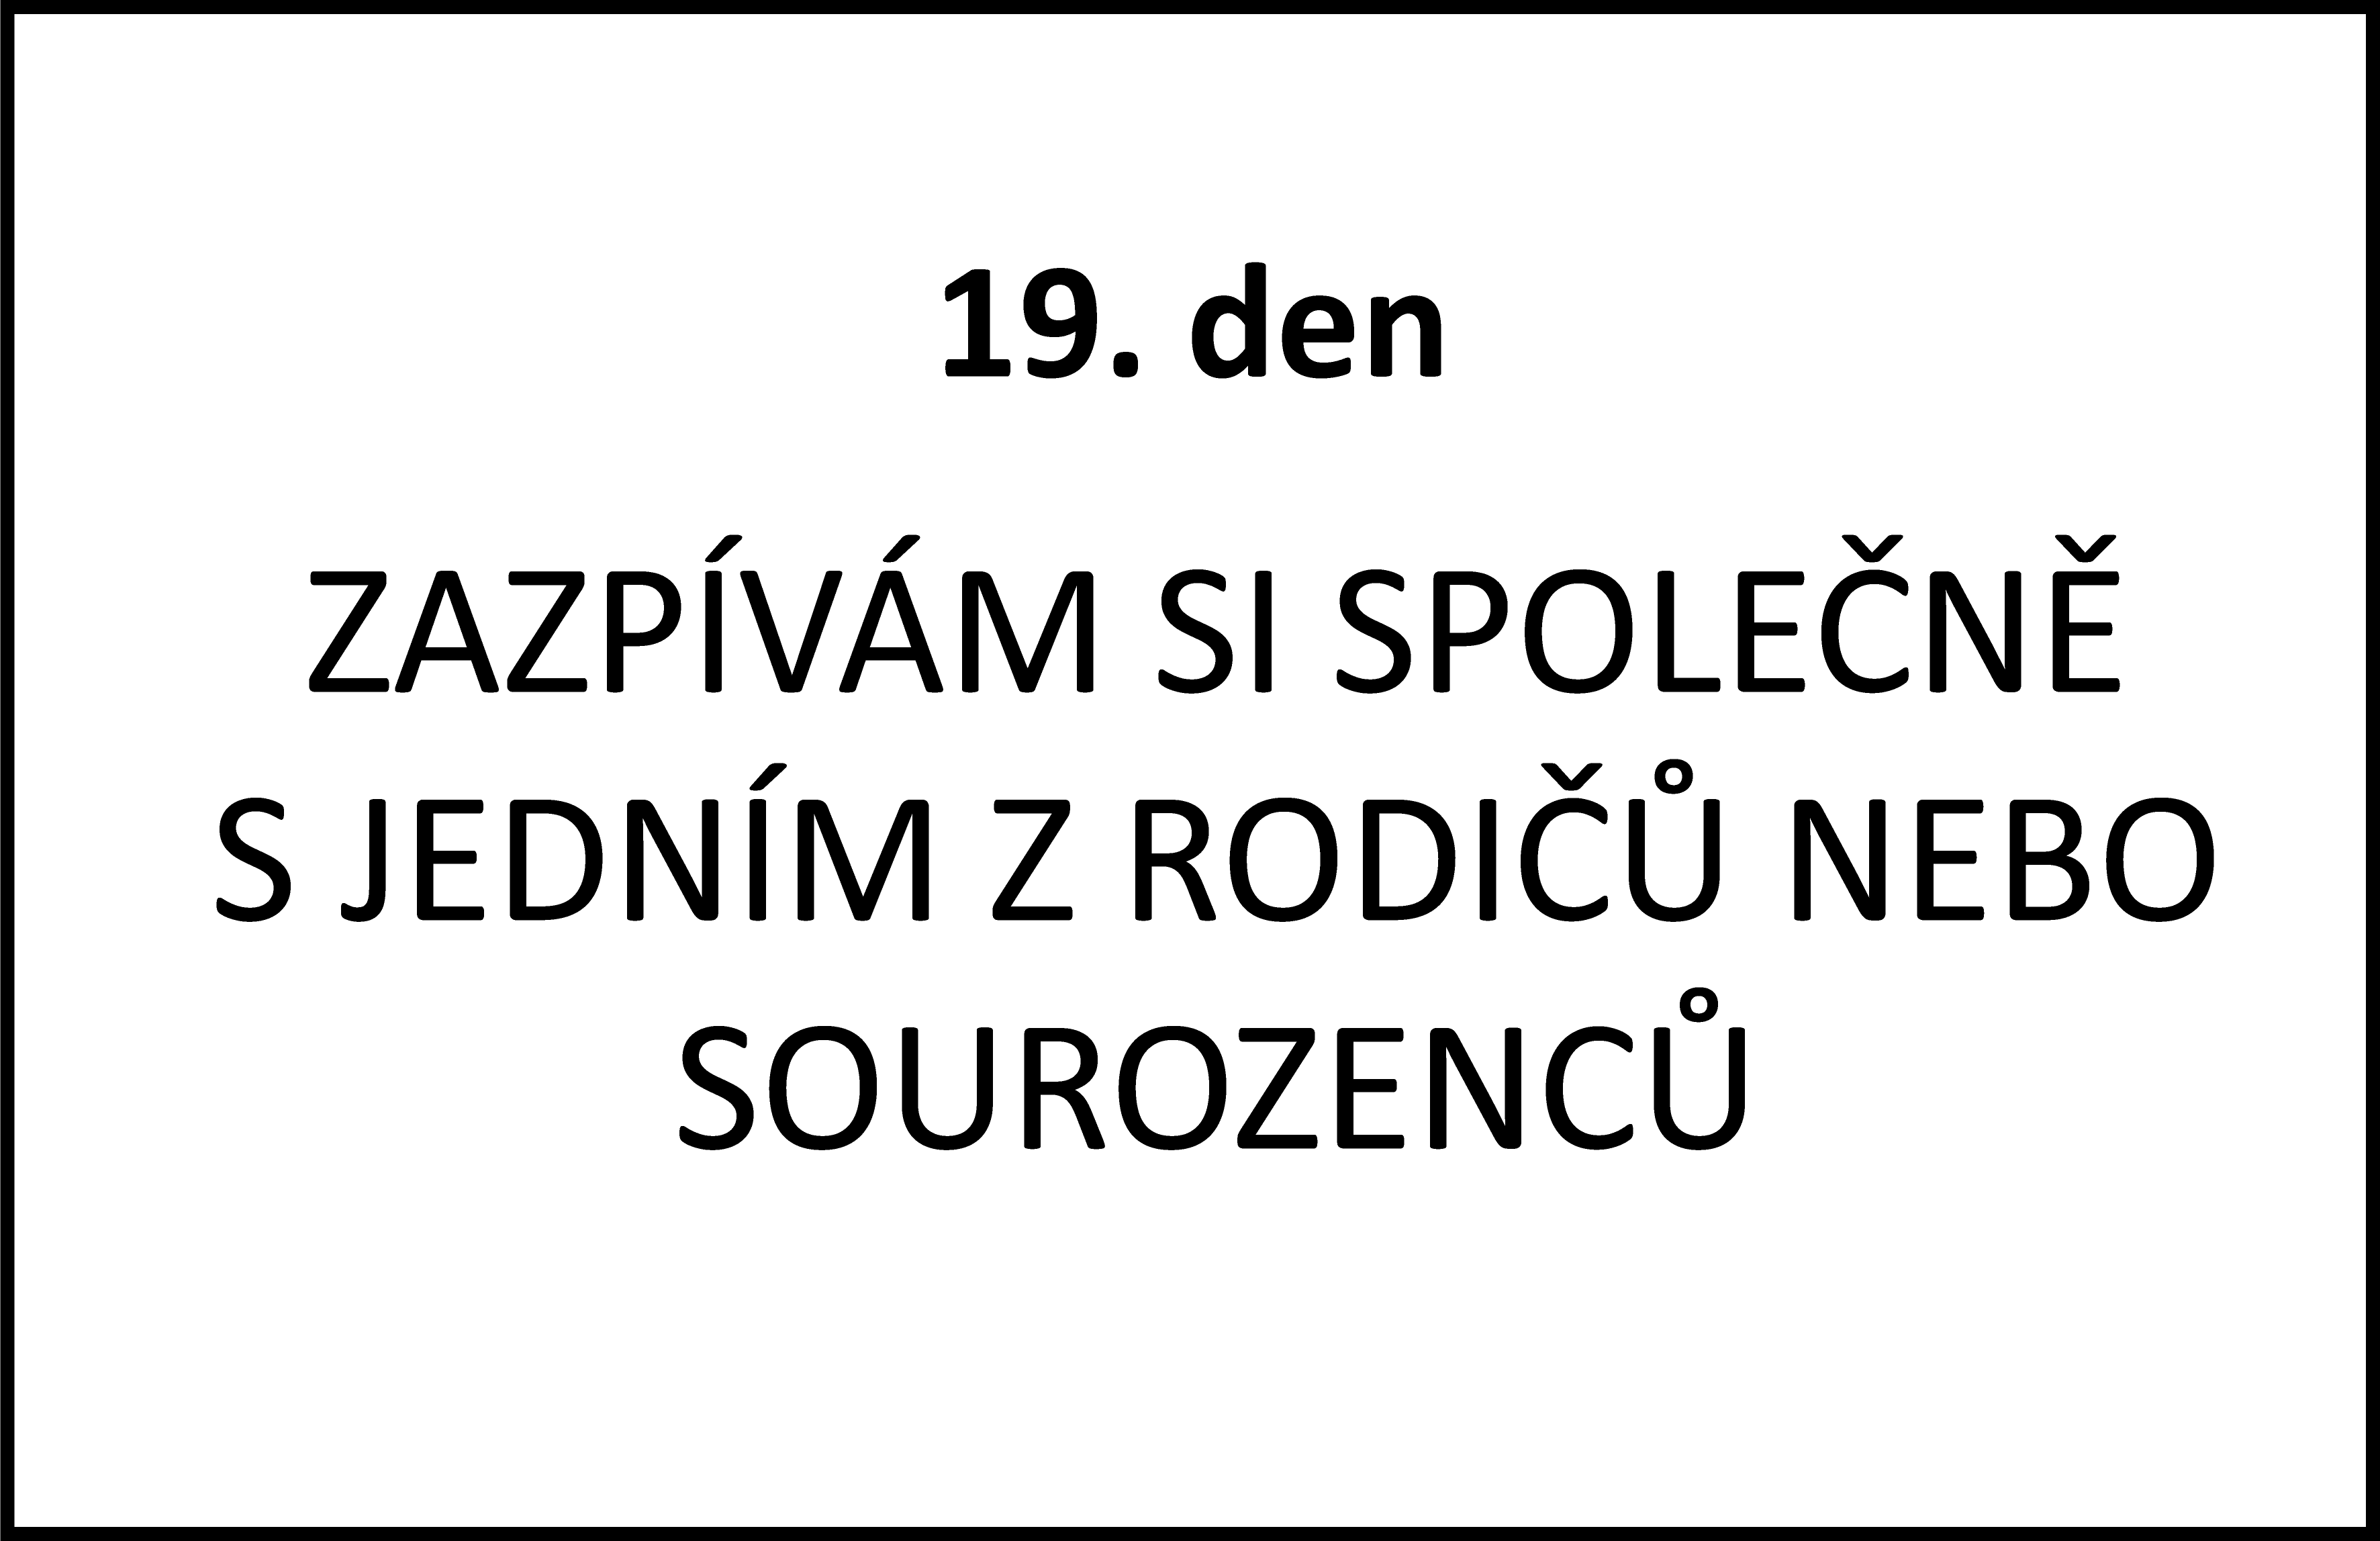 19. den
ZAZPÍVÁM SI SPOLEČNĚ
S JEDNÍM Z RODIČŮ NEBO
SOUROZENCŮ